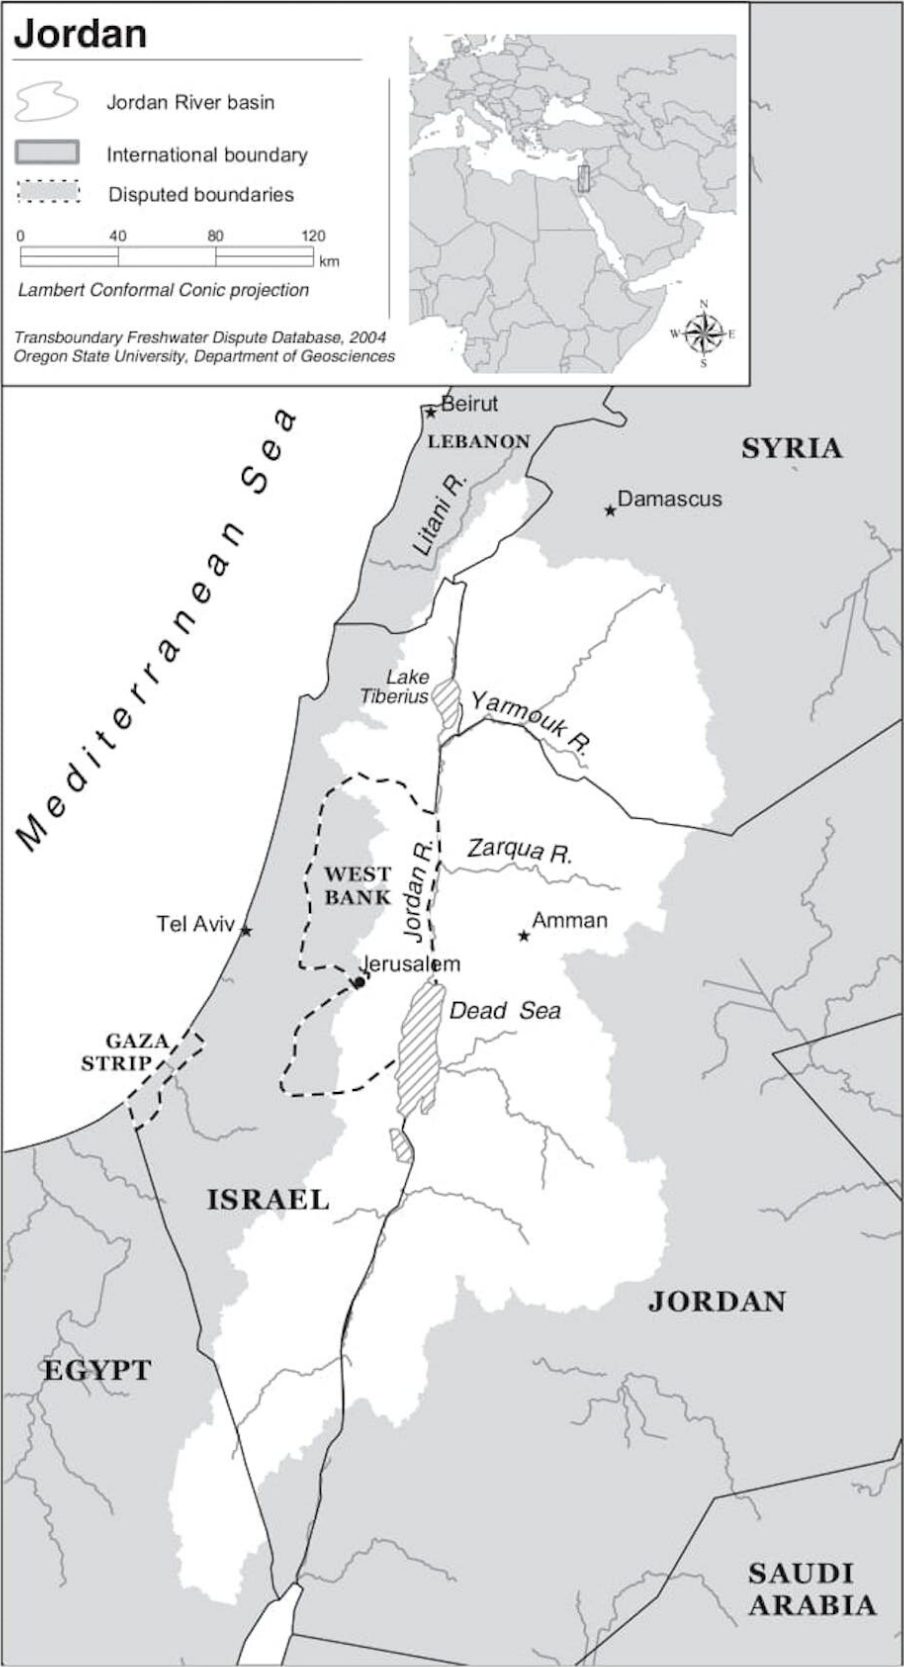 Jordan
Jordan River basin
International boundary
Disputed boundaries
0 40 80 120
km
Lambert Conformal Conic projection
Transboundary Freshwater Dispute Database, 2004
Oregon State University, Department of Geosciences
N
W E
S
Beirut
LEBANON
SYRIA
Mediterranean Sea
Litani R.
Damascus
Lake
Tiberius
Yarmouk R.
Zarqua R.
WEST
BANK
Jordan R.
Tel Aviv
Amman
Jerusalem
Dead Sea
GAZA
STRIP
ISRAEL
JORDAN
EGYPT
SAUDI
ARABIA